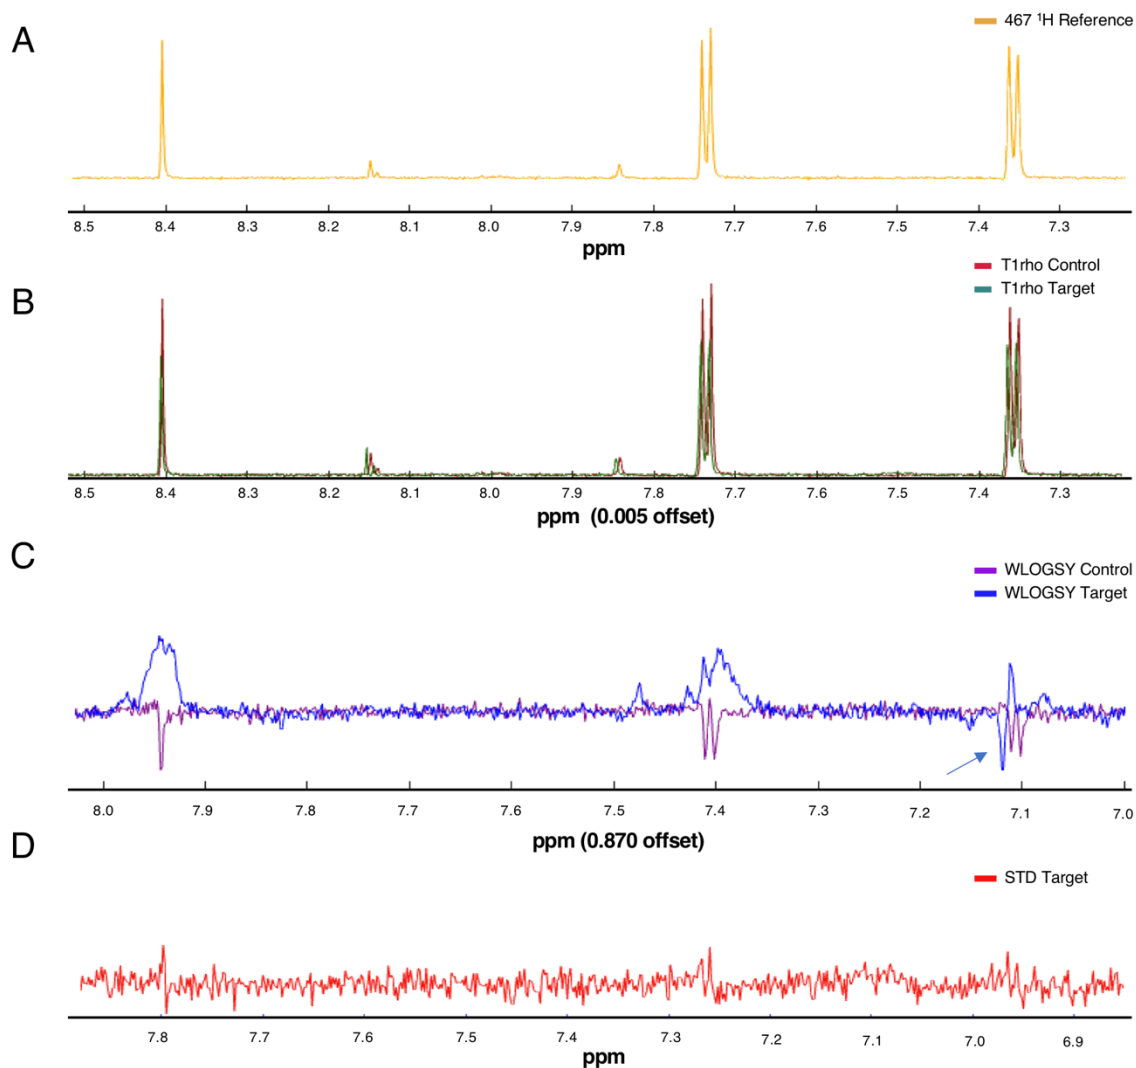 A
467 ¹H Reference
8.5 8.4 8.3 8.2 8.1 8.0 7.9 7.8 7.7 7.6 7.5 7.4 7.3
ppm
B
T1rho Control
T1rho Target
8.5 8.4 8.3 8.2 8.1 8.0 7.9 7.8 7.7 7.6 7.5 7.4 7.3
ppm (0.005 offset)
C
WLOGSY Control
WLOGSY Target
8.0 7.9 7.8 7.7 7.6 7.5 7.4 7.3 7.2 7.1 7.0
ppm (0.870 offset)
D
STD Target
7.8 7.7 7.6 7.5 7.4 7.3 7.2 7.1 7.0 6.9
ppm